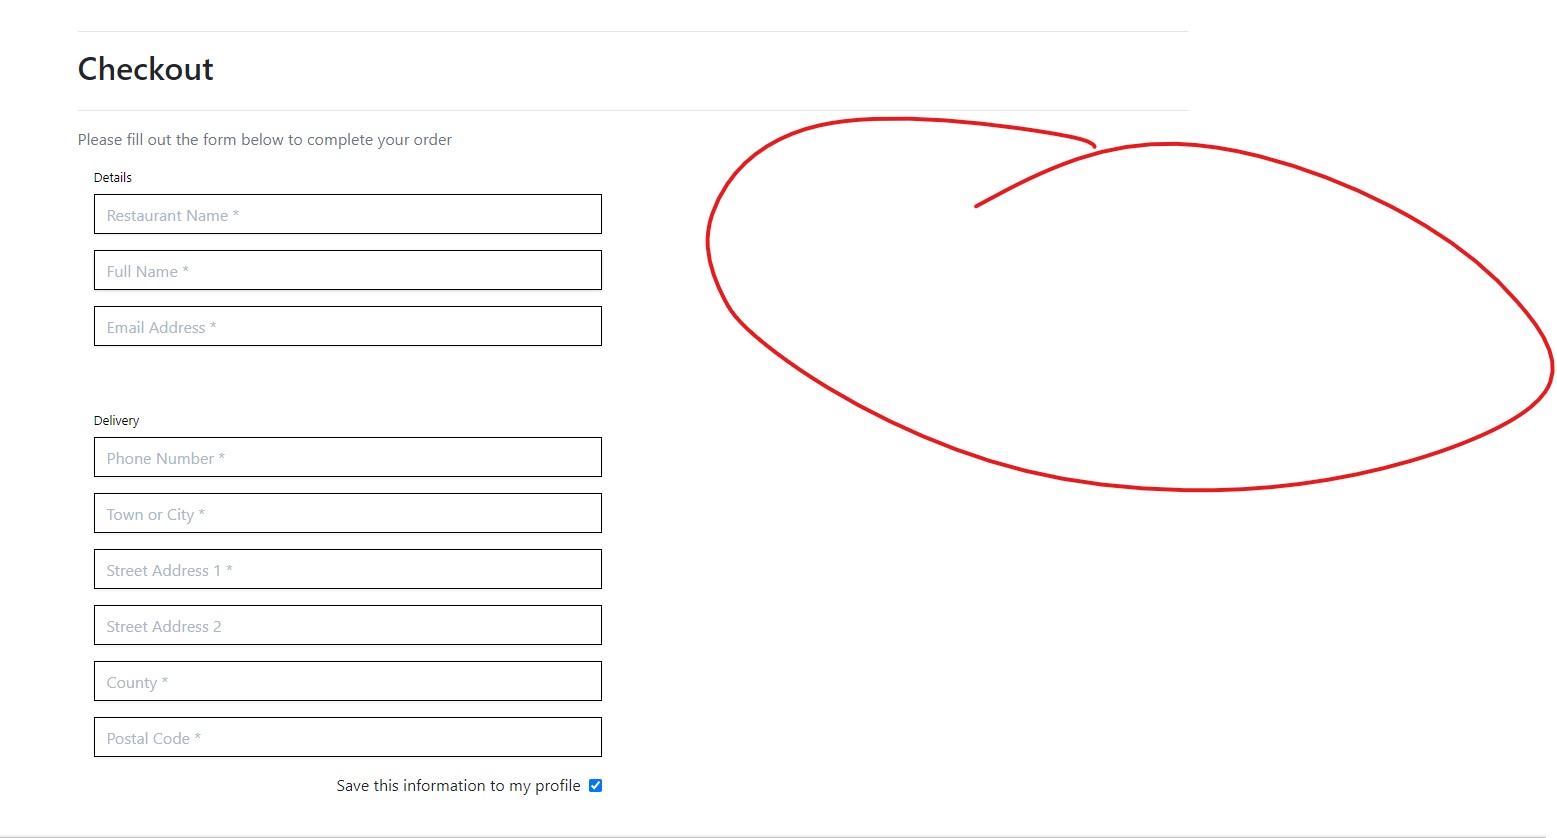 Checkout
Please fill out the form below to complete your order
Details
Restaurant Name *
Full Name *
Email Address *
Delivery
Phone Number *
Town or City *
Street Address 1 *
Street Address 2
County *
Postal Code *
Save this information to my profile